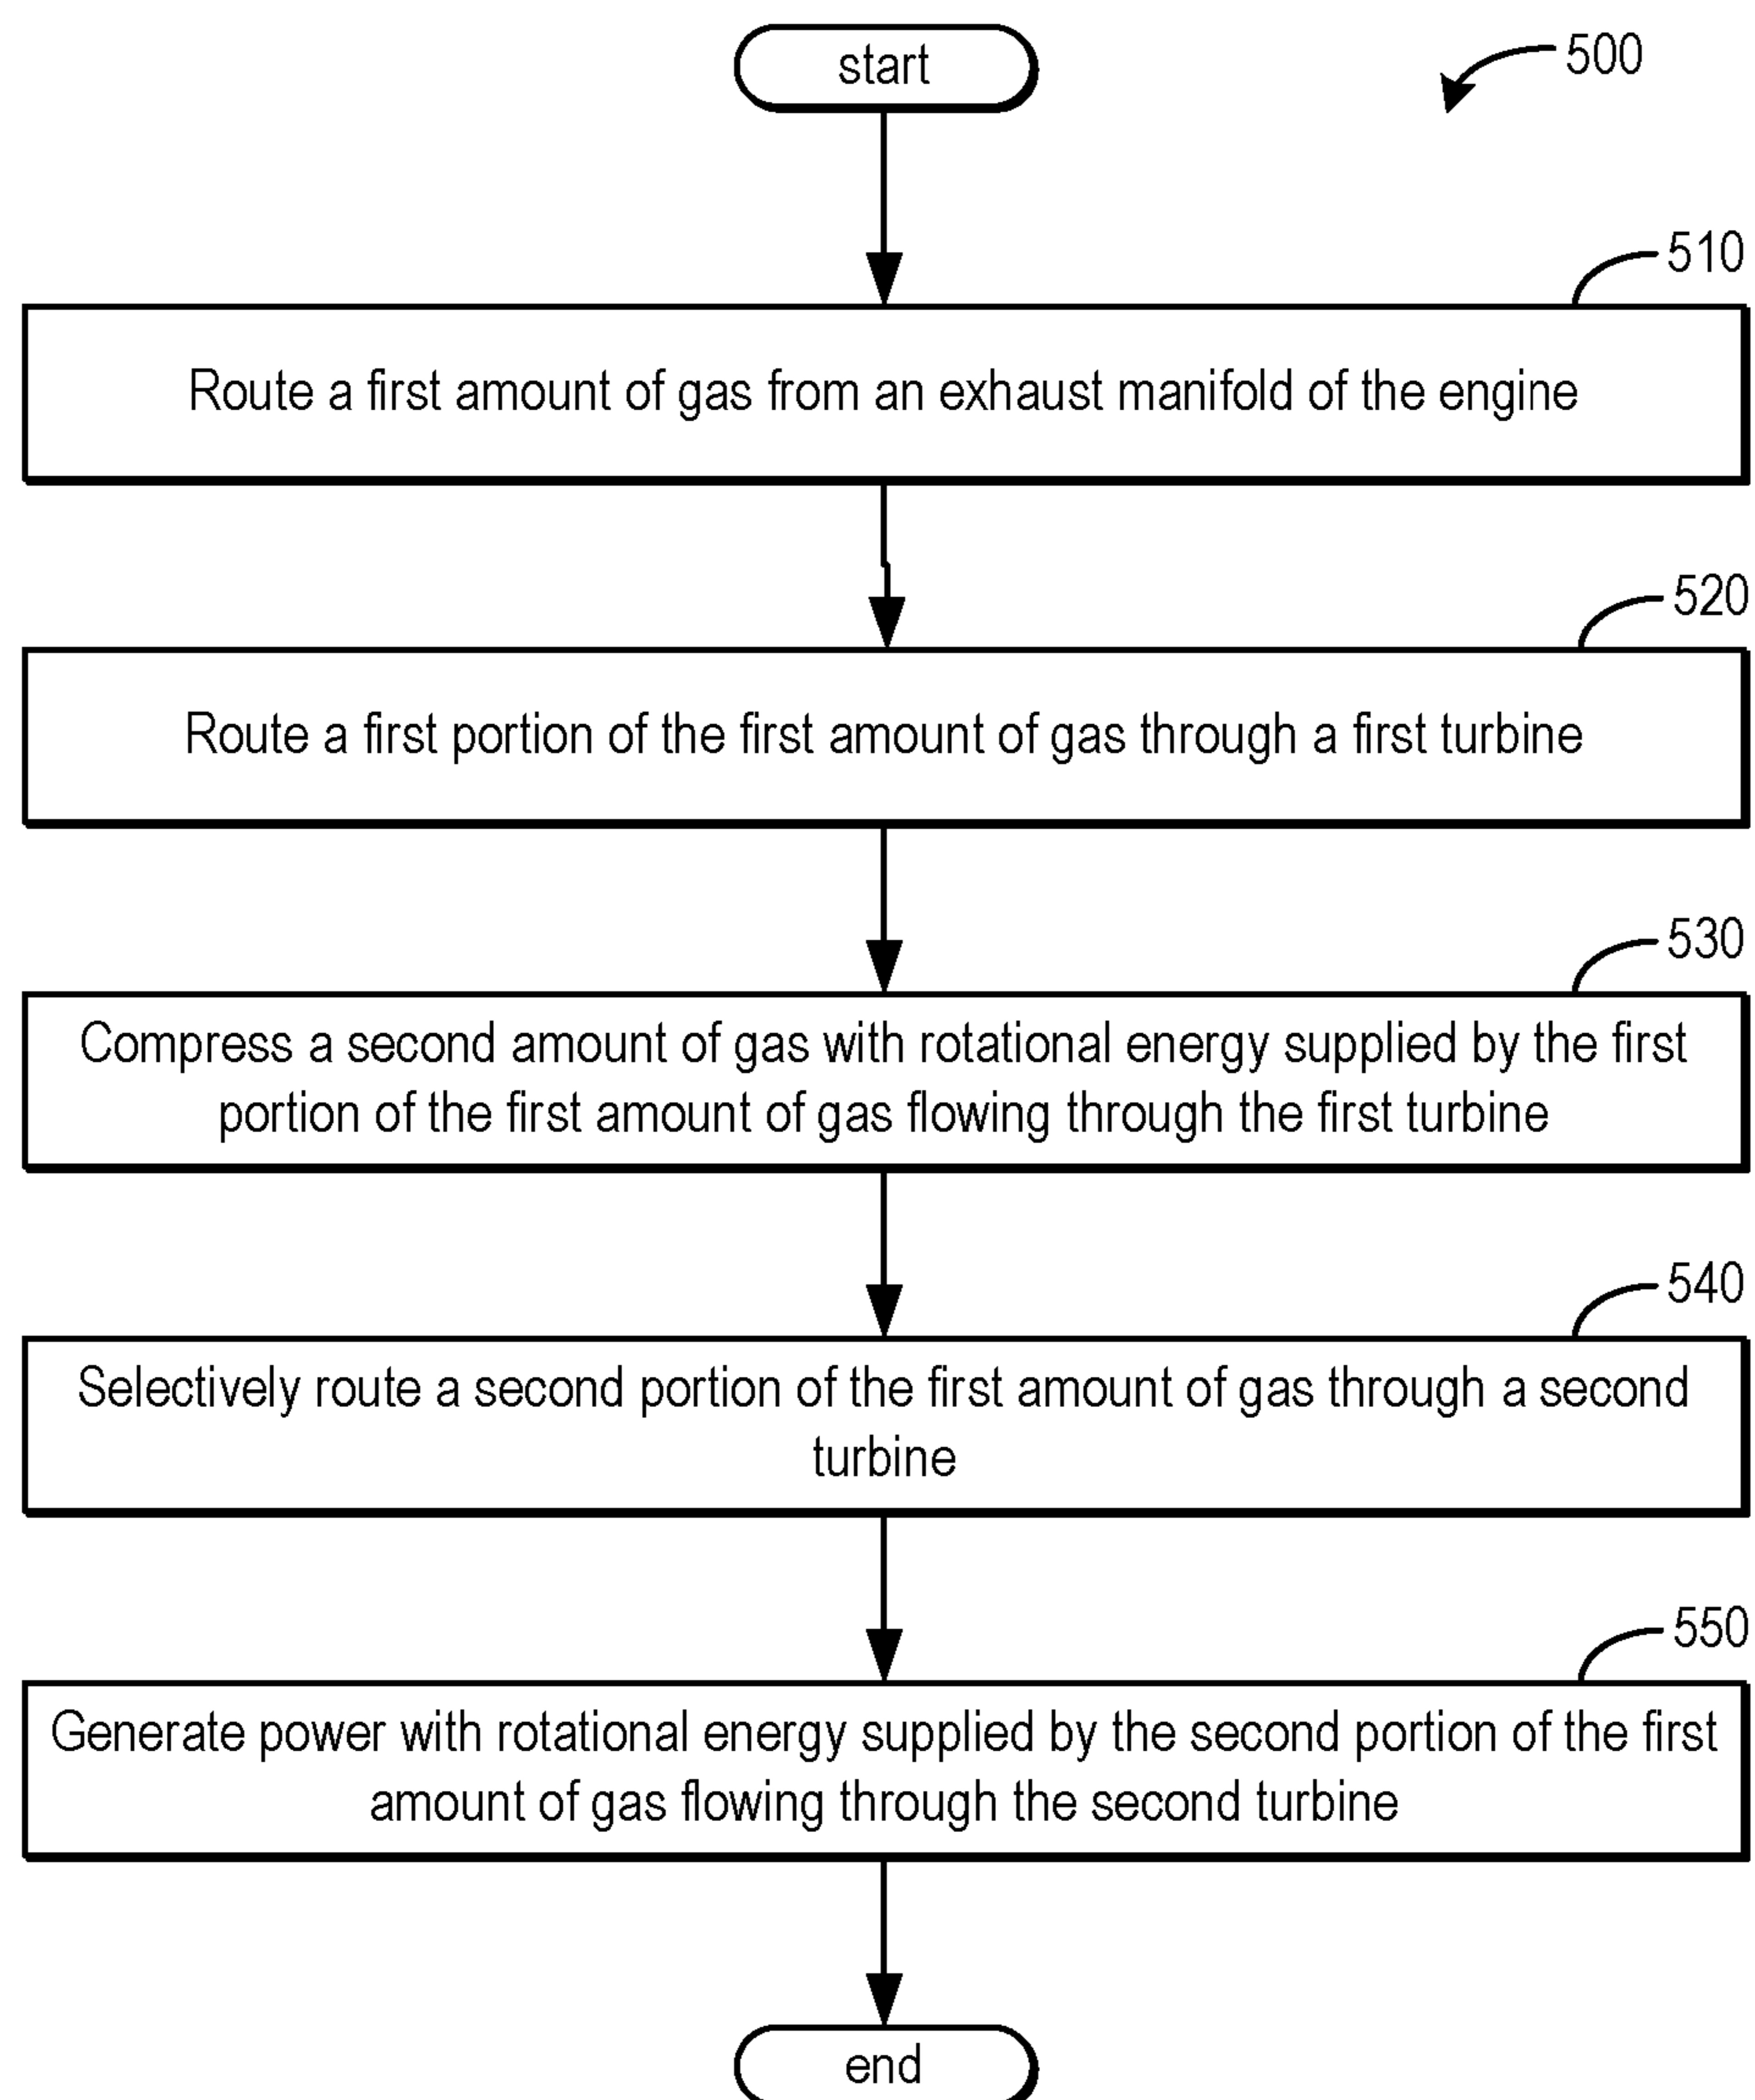 start
500
510
Route a first amount of gas from an exhaust manifold of the engine
520
Route a first portion of the first amount of gas through a first turbine
530
Compress a second amount of gas with rotational energy supplied by the first
portion of the first amount of gas flowing through the first turbine
540
Selectively route a second portion of the first amount of gas through a second
turbine
550
Generate power with rotational energy supplied by the second portion of the first
amount of gas flowing through the second turbine
end